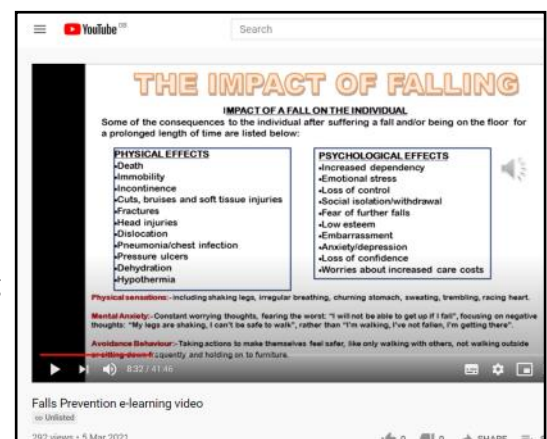 YouTube GB
Search
THE IMPACT OF FALLING
IMPACT OF A FALL ON THE INDIVIDUAL
Some of the consequences to the individual after suffering a fall and/or being on the floor for
a prolonged length of time are listed below:
PHYSICAL EFFECTS
•Death
•Immobility
•Incontinence
•Cuts, bruises and soft tissue injuries
•Fractures
•Head injuries
•Dislocation
•Pneumonia/chest infection
•Pressure ulcers
•Dehydration
•Hypothermia
PSYCHOLOGICAL EFFECTS
•Increased dependency
•Emotional stress
•Loss of control
•Social isolation/withdrawal
•Fear of further falls
•Low esteem
•Embarrassment
•Anxiety/depression
•Loss of confidence
•Worries about increased care costs
Physical sensations:- including shaking legs, irregular breathing, churning stomach, sweating, trembling, racing heart.
Mental Anxiety:- Constant worrying thoughts, fearing the worst: "I will not be able to get up if I fall", focusing on negative
thoughts: "My legs are shaking, I can't be safe to walk", rather than "I'm walking, I've not fallen, I'm getting there".
Avoidance Behaviour:- Taking actions to make themselves feel safer, like only walking with others, not walking outside
or sitting down frequently and holding on to furniture.
8:32 / 41:46
Falls Prevention e-learning video
Unlisted
292 views • 5 Mar 2021
0
0
SHARE